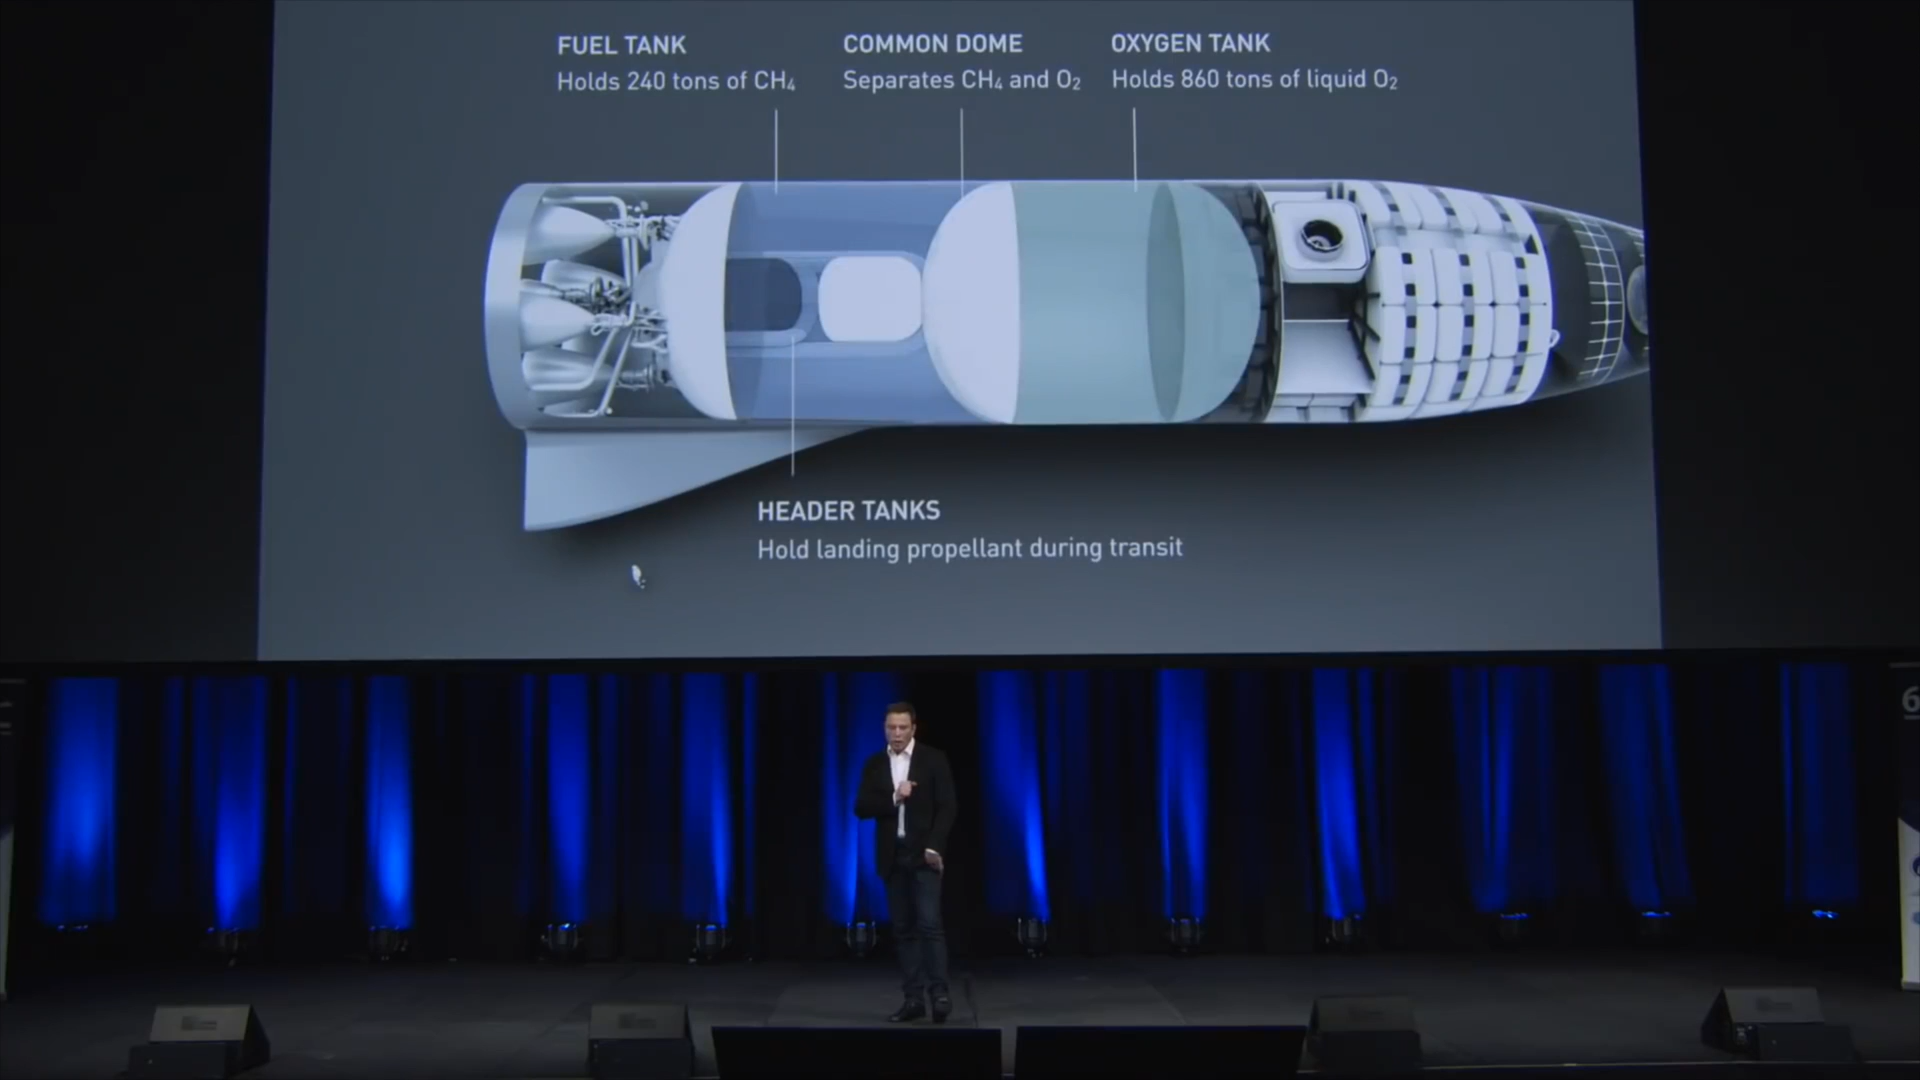 FUEL TANK
Holds 240 tons of CH₄
COMMON DOME
Separates CH₄ and O₂
OXYGEN TANK
Holds 860 tons of liquid O₂
HEADER TANKS
Hold landing propellant during transit